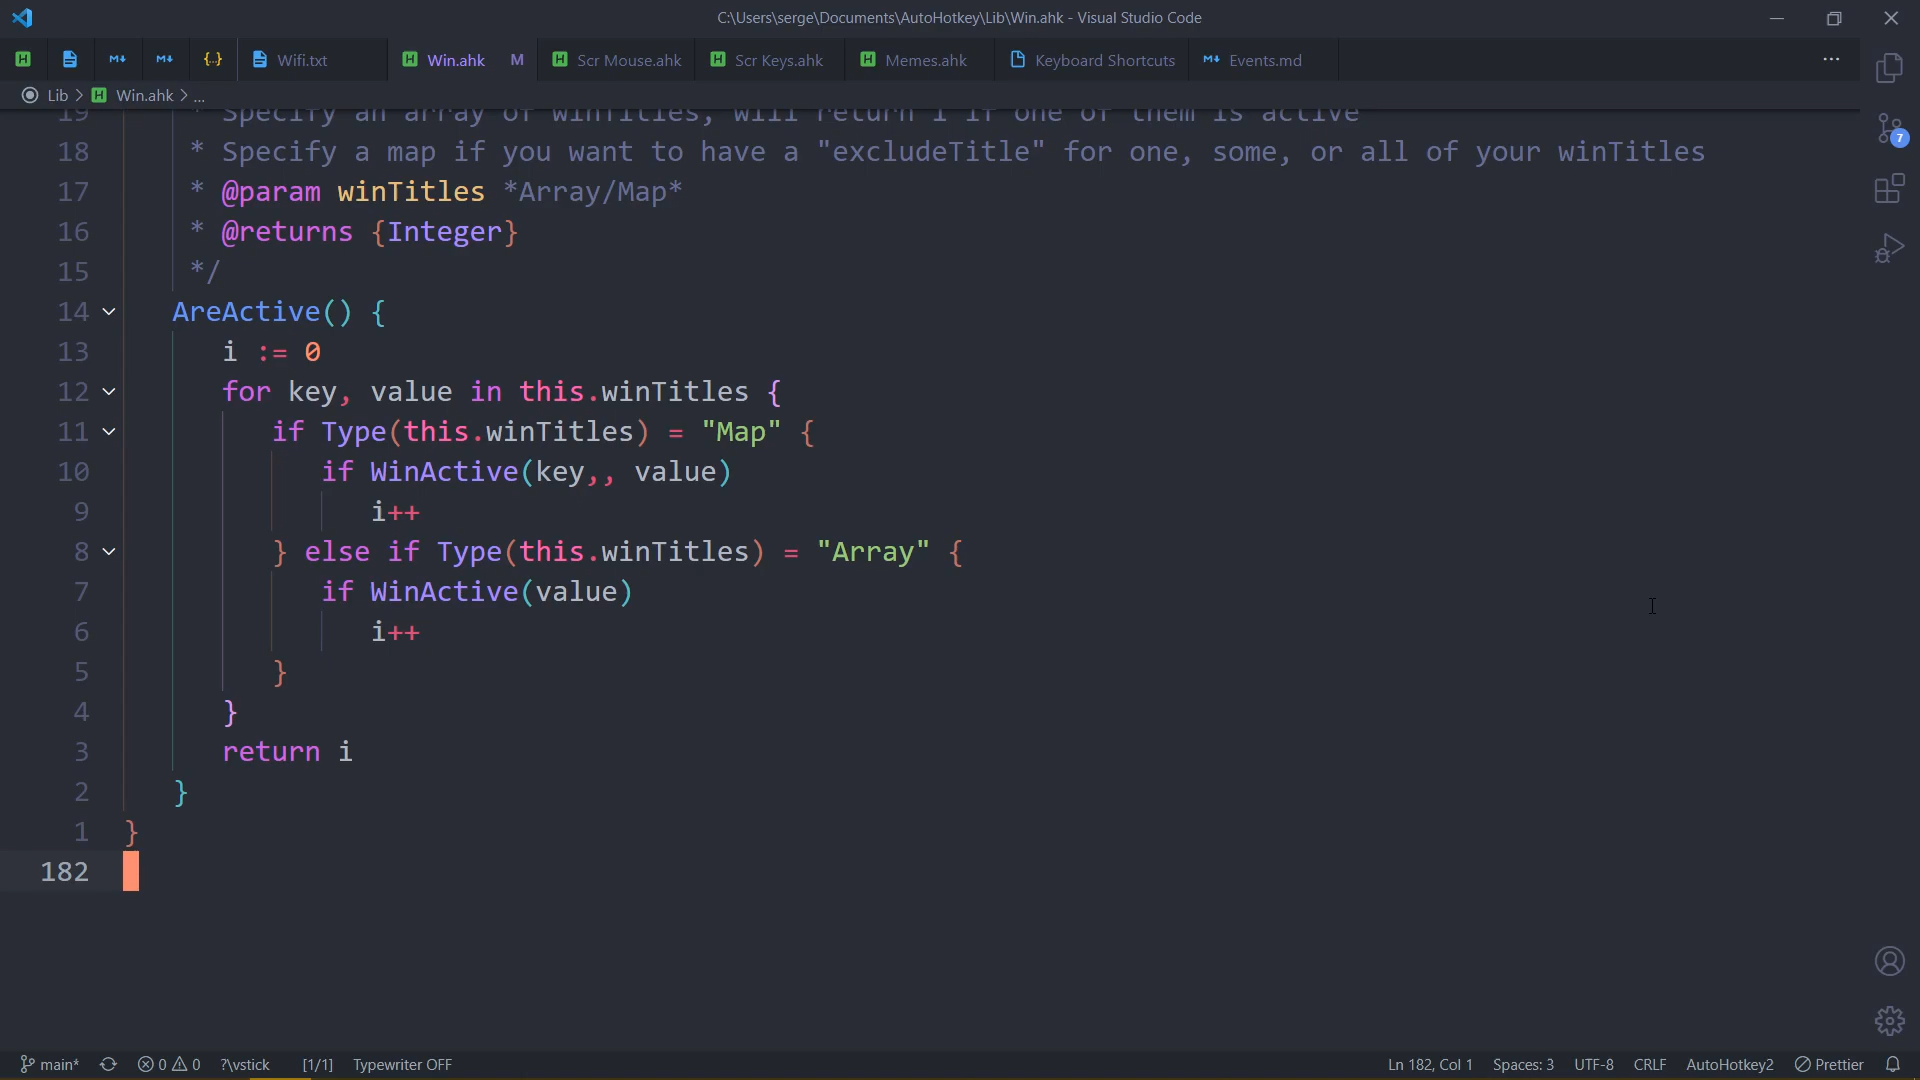 C:\Users\serge\Documents\AutoHotkey\Lib\Win.ahk - Visual Studio Code
Wifi.txt Win.ahk M Scr Mouse.ahk Scr Keys.ahk Memes.ahk Keyboard Shortcuts Events.md ...
Lib > Win.ahk > ...
19 * Specify an array of winTitles, will return 1 if one of them is active
18 * Specify a map if you want to have a "excludeTitle" for one, some, or all of your winTitles
17 * @param winTitles *Array/Map*
16 * @returns {Integer}
15 */
14 AreActive() {
13 i := 0
12 for key, value in this.winTitles {
11 if Type(this.winTitles) = "Map" {
10 if WinActive(key,, value)
9 i++
8 } else if Type(this.winTitles) = "Array" {
7 if WinActive(value)
6 i++
5 }
4 }
3 return i
2 }
1 }
182
7
main* 0 0 ?\vstick [1/1] Typewriter OFF Ln 182, Col 1 Spaces: 3 UTF-8 CRLF AutoHotkey2 Prettier